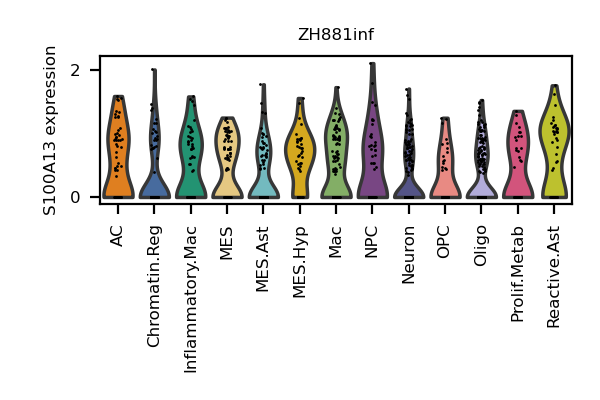 ZH881inf
S100A13 expression
2
0
AC
Chromatin.Reg
Inflammatory.Mac
MES
MES.Ast
MES.Hyp
Mac
NPC
Neuron
OPC
Oligo
Prolif.Metab
Reactive.Ast